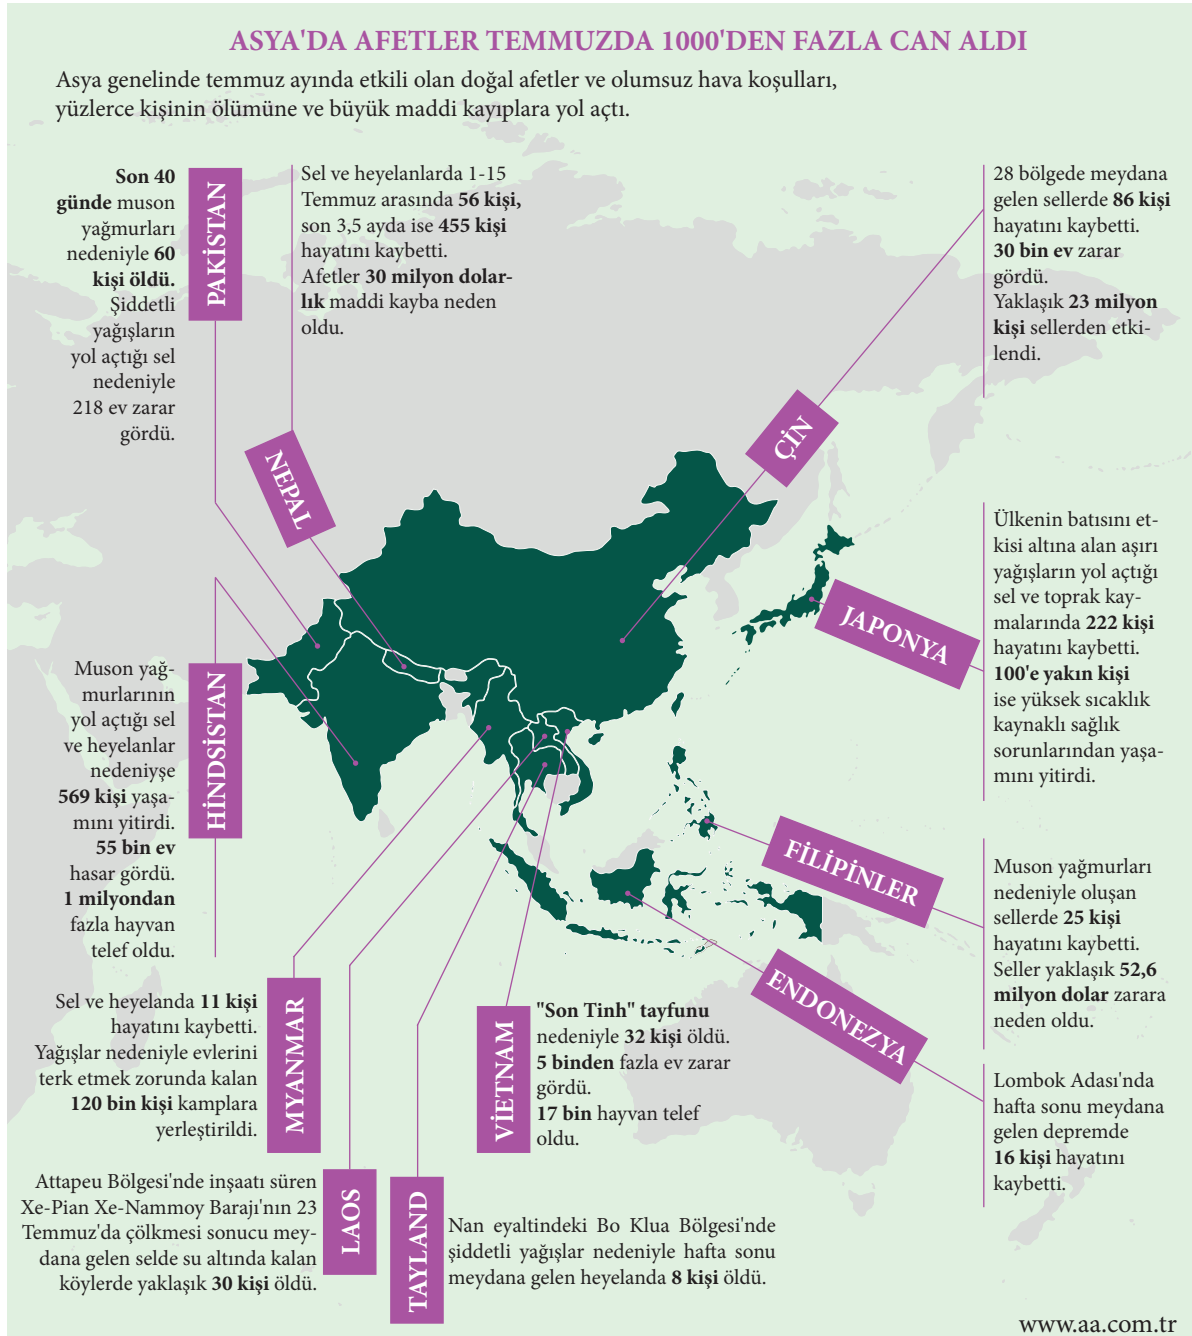 ASYA'DA AFETLER TEMMUZDA 1000'DEN FAZLA CAN ALDI
Asya genelinde temmuz ayında etkili olan doğal afetler ve olumsuz hava koşulları,
yüzlerce kişinin ölümüne ve büyük maddi kayıplara yol açtı.
Son 40
günde muson
yağmurları
nedeniyle 60
kişi öldü.
Şiddetli
yağışların
yol açtığı sel
nedeniyle
218 ev zarar
gördü.
PAKİSTAN
Sel ve heyelanlarda 1-15
Temmuz arasında 56 kişi,
son 3,5 ayda ise 455 kişi
hayatını kaybetti.
Afetler 30 milyon dolar-
lık maddi kayba neden
oldu.
NEPAL
28 bölgede meydana
gelen sellerde 86 kişi
hayatını kaybetti.
30 bin ev zarar
gördü.
Yaklaşık 23 milyon
kişi sellerden etki-
lendi.
ÇİN
Ülkenin batısını et-
kisi altına alan aşırı
yağışların yol açtığı
sel ve toprak kay-
malarında 222 kişi
hayatını kaybetti.
100'e yakın kişi
ise yüksek sıcaklık
kaynaklı sağlık
sorunlarından yaşa-
mını yitirdi.
JAPONYA
Muson yağ-
murlarının
yol açtığı sel
ve heyelanlar
nedeniyşe
569 kişi yaşa-
mını yitirdi.
55 bin ev
hasar gördü.
1 milyondan
fazla hayvan
telef oldu.
HİNDSİSTAN
FİLİPİNLER
Muson yağmurları
nedeniyle oluşan
sellerde 25 kişi
hayatını kaybetti.
Seller yaklaşık 52,6
milyon dolar zarara
neden oldu.
ENDONEZYA
Lombok Adası'nda
hafta sonu meydana
gelen depremde
16 kişi hayatını
kaybetti.
Sel ve heyelanda 11 kişi
hayatını kaybetti.
Yağışlar nedeniyle evlerini
terk etmek zorunda kalan
120 bin kişi kamplara
yerleştirildi.
MYANMAR
VİETNAM
"Son Tinh" tayfunu
nedeniyle 32 kişi öldü.
5 binden fazla ev zarar
gördü.
17 bin hayvan telef
oldu.
Attapeu Bölgesi'nde inşaatı süren
Xe-Pian Xe-Nammoy Barajı'nın 23
Temmuz'da çölkmesi sonucu mey-
dana gelen selde su altında kalan
köylerde yaklaşık 30 kişi öldü.
LAOS
TAYLAND
Nan eyaltindeki Bo Klua Bölgesi'nde
şiddetli yağışlar nedeniyle hafta sonu
meydana gelen heyelanda 8 kişi öldü.
www.aa.com.tr